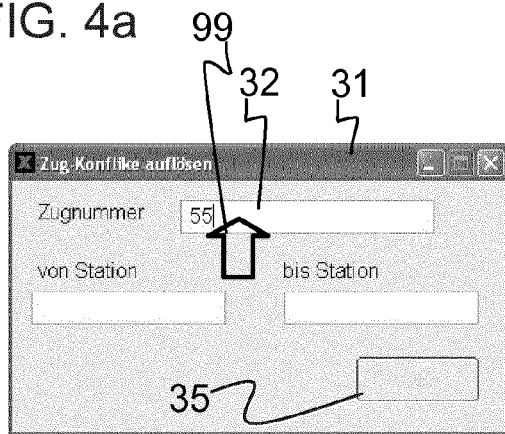 FIG. 4a
99
32
31
Zug-Konflike auflösen
Zugnummer
55
von Station
bis Station
35